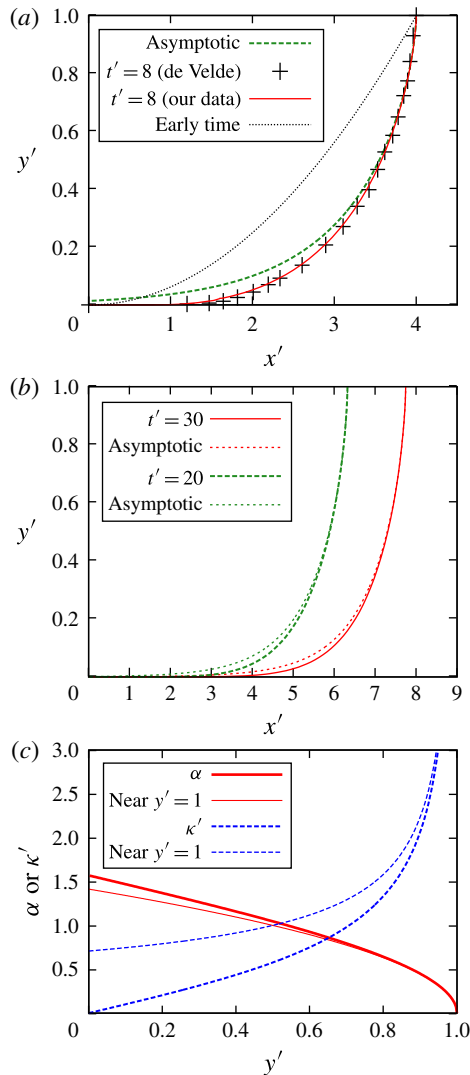 (a)
1.0
0.8
0.6
0.4
0.2
0 1 2 3 4
y′
x′
Asymptotic
t′ = 8 (de Velde)
t′ = 8 (our data)
Early time
(b)
1.0
0.8
0.6
0.4
0.2
0 1 2 3 4 5 6 7 8 9
y′
x′
t′ = 30
Asymptotic
t′ = 20
Asymptotic
(c)
3.0
2.5
2.0
1.5
1.0
0.5
0 0.2 0.4 0.6 0.8 1.0
α or κ′
y′
α
Near y′ = 1
κ′
Near y′ = 1